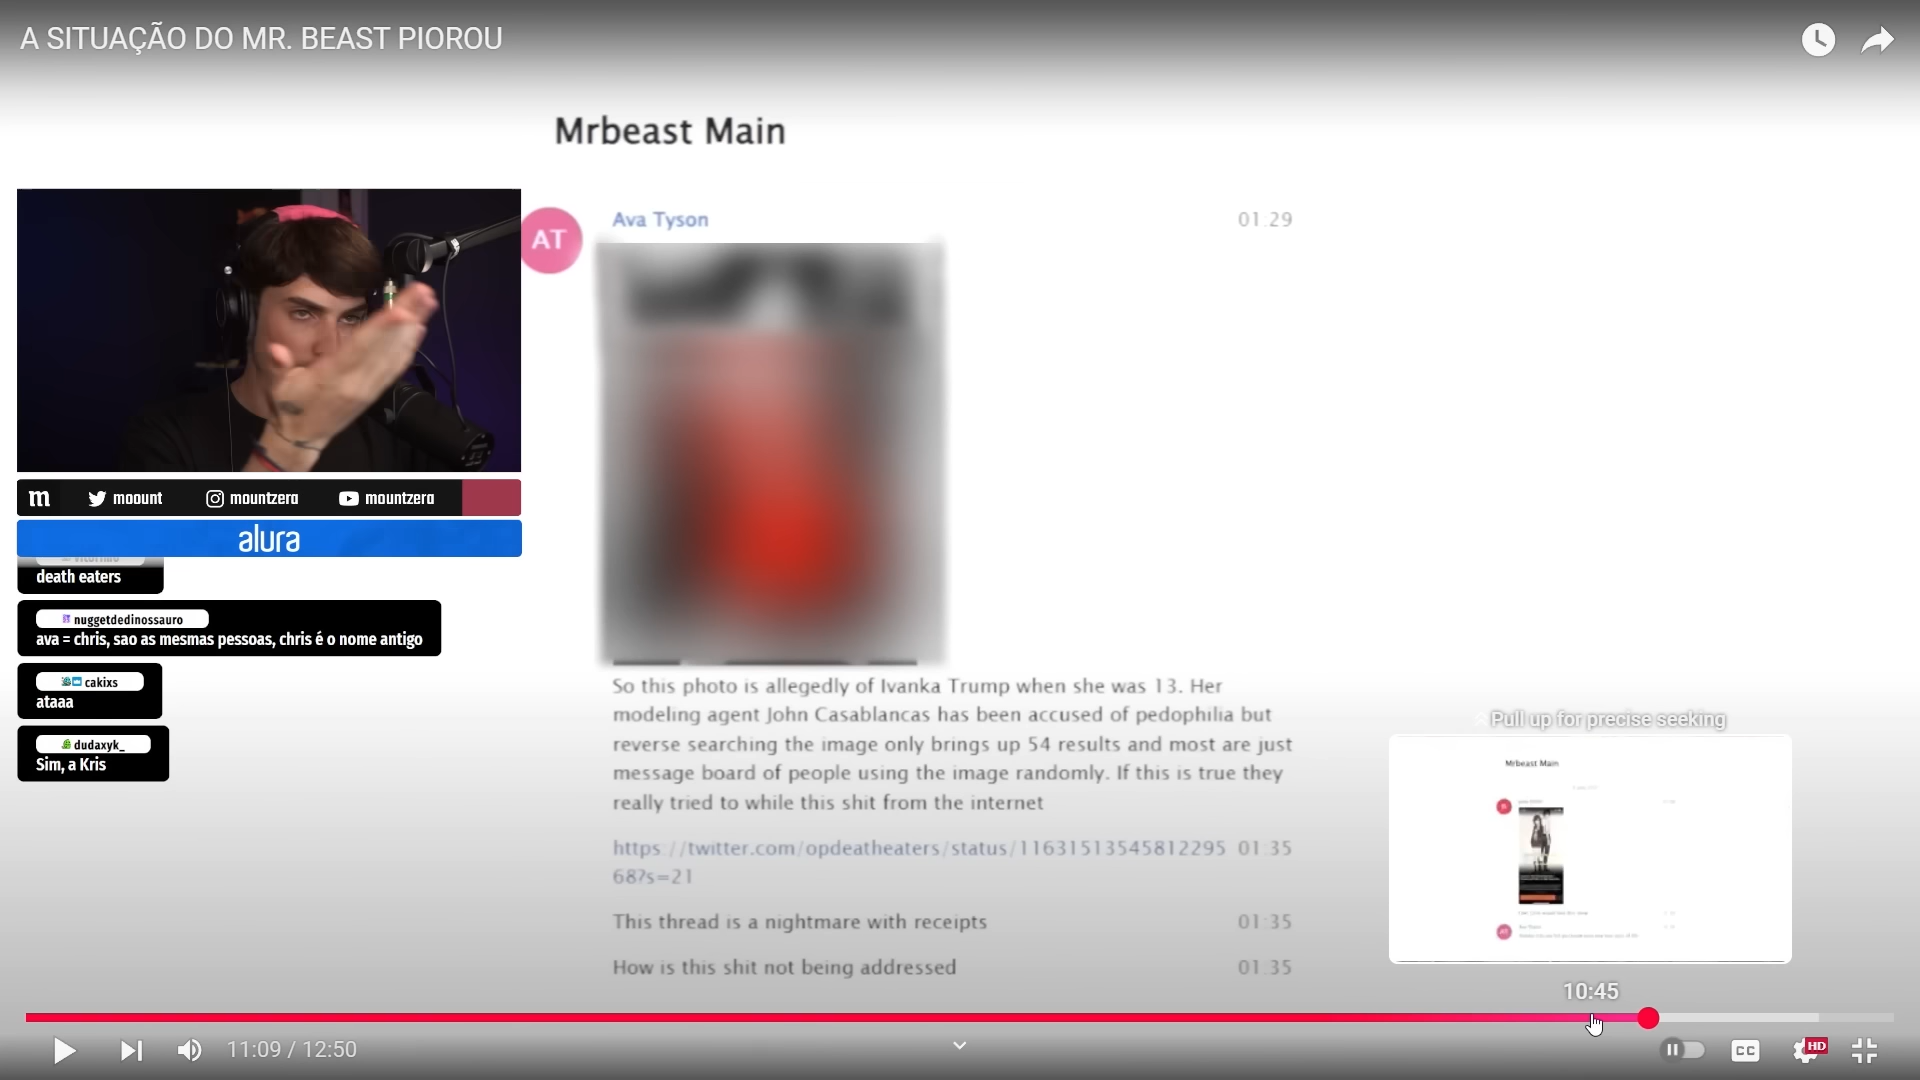 A SITUAÇÃO DO MR. BEAST PIOROU
Mrbeast Main
AT
Ava Tyson
01:29
m
moount
mountzera
mountzera
alura
death eaters
nuggetdedinossauro
ava = chris, sao as mesmas pessoas, chris é o nome antigo
cakixs
ataaa
dudaxyk_
Sim, a Kris
So this photo is allegedly of Ivanka Trump when she was 13. Her
modeling agent John Casablancas has been accused of pedophilia but
reverse searching the image only brings up 54 results and most are just
message board of people using the image randomly. If this is true they
really tried to while this shit from the internet
https://twitter.com/opdeatheaters/status/11631513545812295
68?s=21
01:35
This thread is a nightmare with receipts
01:35
How is this shit not being addressed
01:35
Pull up for precise seeking
Mrbeast Main
10:45
11:09 / 12:50
CC
HD